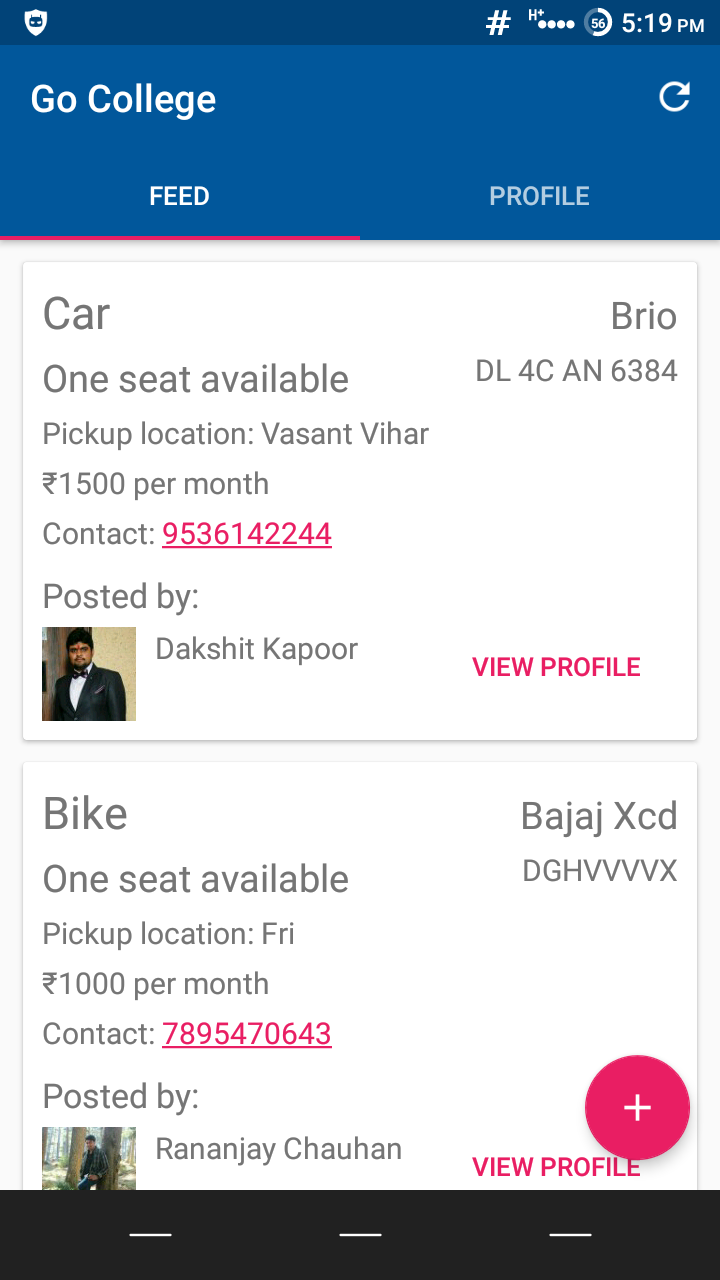 # H+ 56 5:19 PM
Go College
FEED PROFILE
Car Brio
One seat available DL 4C AN 6384
Pickup location: Vasant Vihar
₹1500 per month
Contact: 9536142244
Posted by:
Dakshit Kapoor
VIEW PROFILE
Bike Bajaj Xcd
One seat available DGHVVVVX
Pickup location: Fri
₹1000 per month
Contact: 7895470643
Posted by:
Rananjay Chauhan
VIEW PROFILE